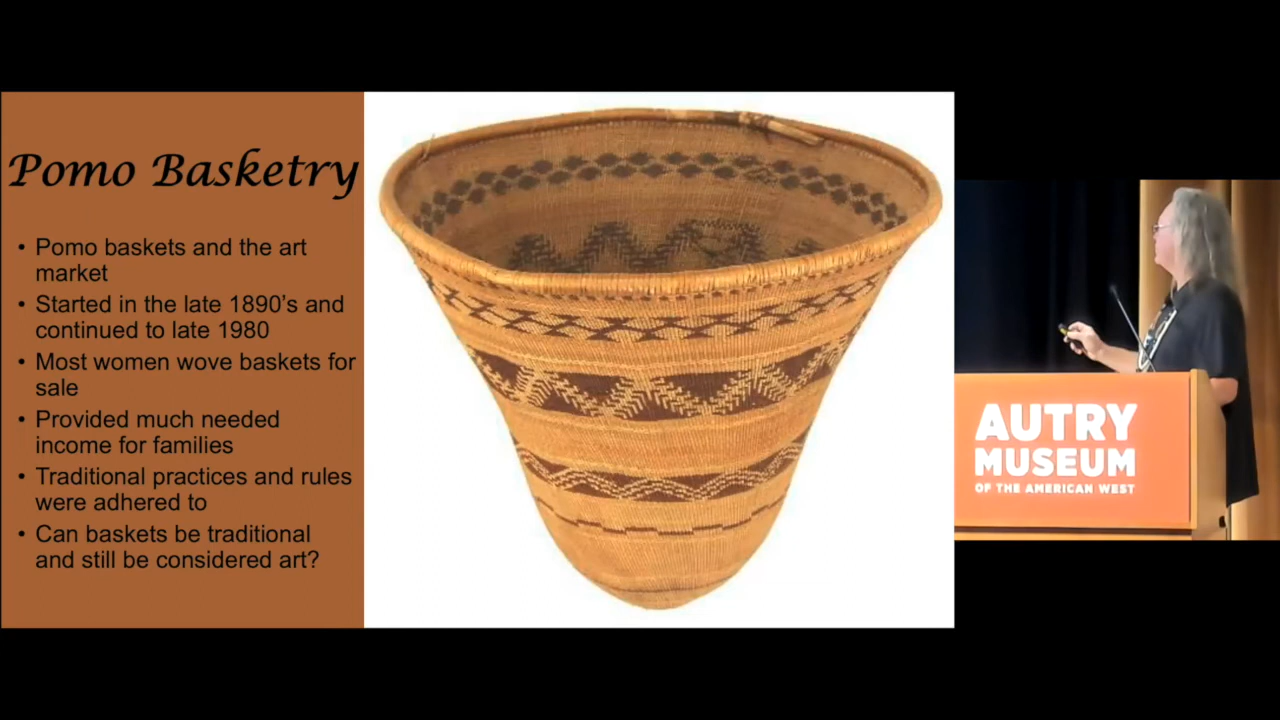 Pomo Basketry
• Pomo baskets and the art
market
• Started in the late 1890’s and
continued to late 1980
• Most women wove baskets for
sale
• Provided much needed
income for families
• Traditional practices and rules
were adhered to
• Can baskets be traditional
and still be considered art?
AUTRY
MUSEUM
OF THE AMERICAN WEST